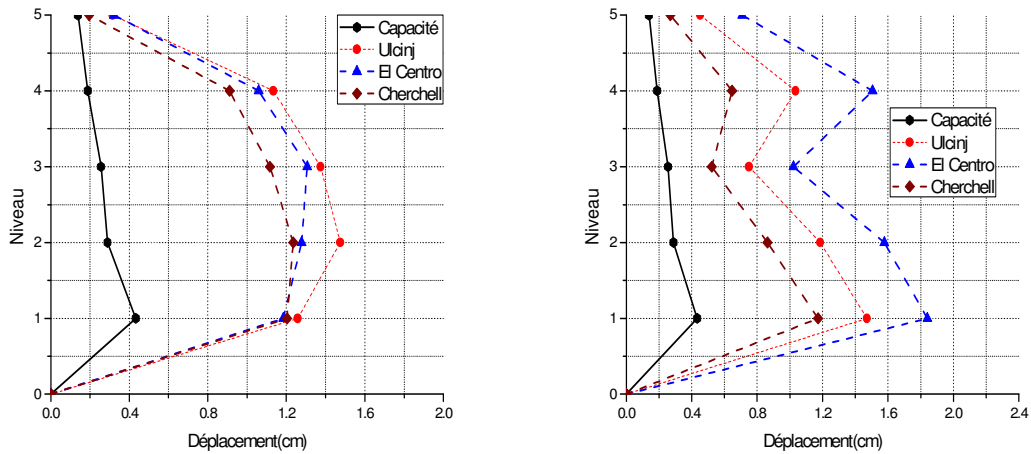 5
4
3
2
1
0
Niveau
0.0 0.4 0.8 1.2 1.6 2.0
Déplacement(cm)
Capacité
Ulcinj
El Centro
Cherchell
5
4
3
2
1
0
Niveau
0.0 0.4 0.8 1.2 1.6 2.0 2.4
Déplacement(cm)
Capacité
Ulcinj
El Centro
Cherchell